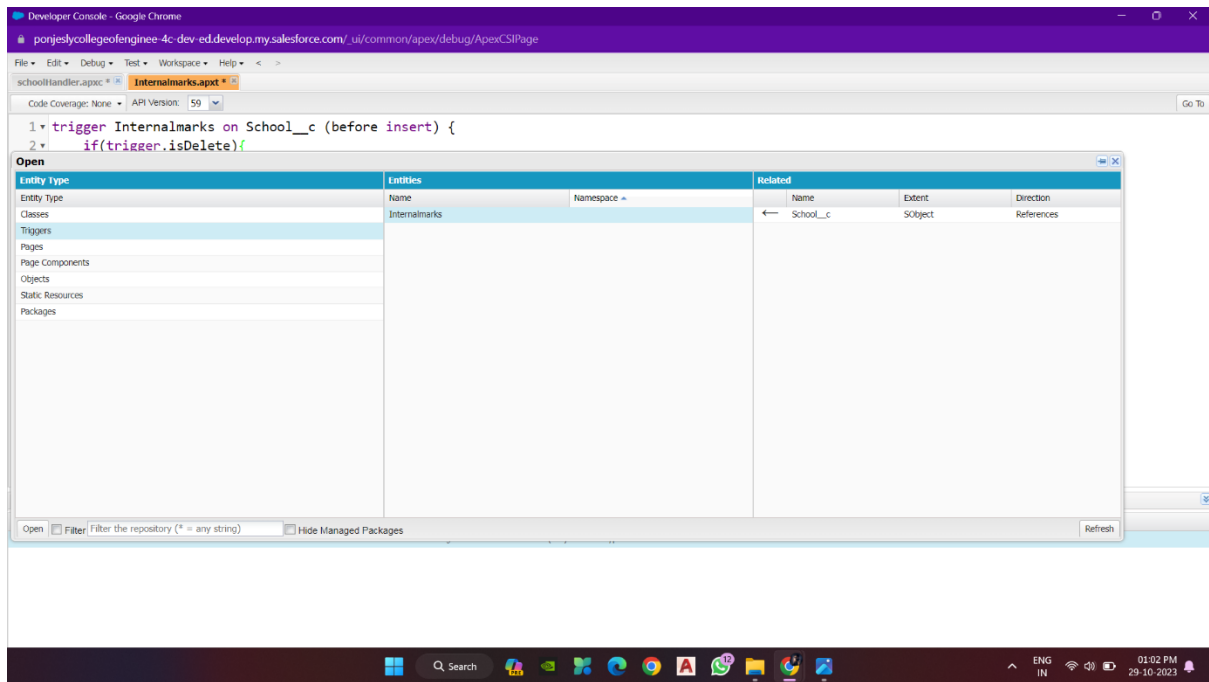 Developer Console - Google Chrome
ponjeslycollegeofenginee-4c-dev-ed.develop.my.salesforce.com/_ui/common/apex/debug/ApexCSIPage
File Edit Debug Test Workspace Help < >
schoolHandler.apxc * Internalmarks.apxt *
Code Coverage: None API Version: 59 Go To
1 trigger Internalmarks on School__c (before insert) {
2 if(trigger.isDelete){
Open
Entity Type Entities Related
Entity Type Name Namespace Name Extent Direction
Classes Internalmarks ← School__c SObject References
Triggers
Pages
Page Components
Objects
Static Resources
Packages
Open Filter Filter the repository (* = any string) Hide Managed Packages Refresh
Search PRE A 12 ENG 01:02 PM
IN 29-10-2023